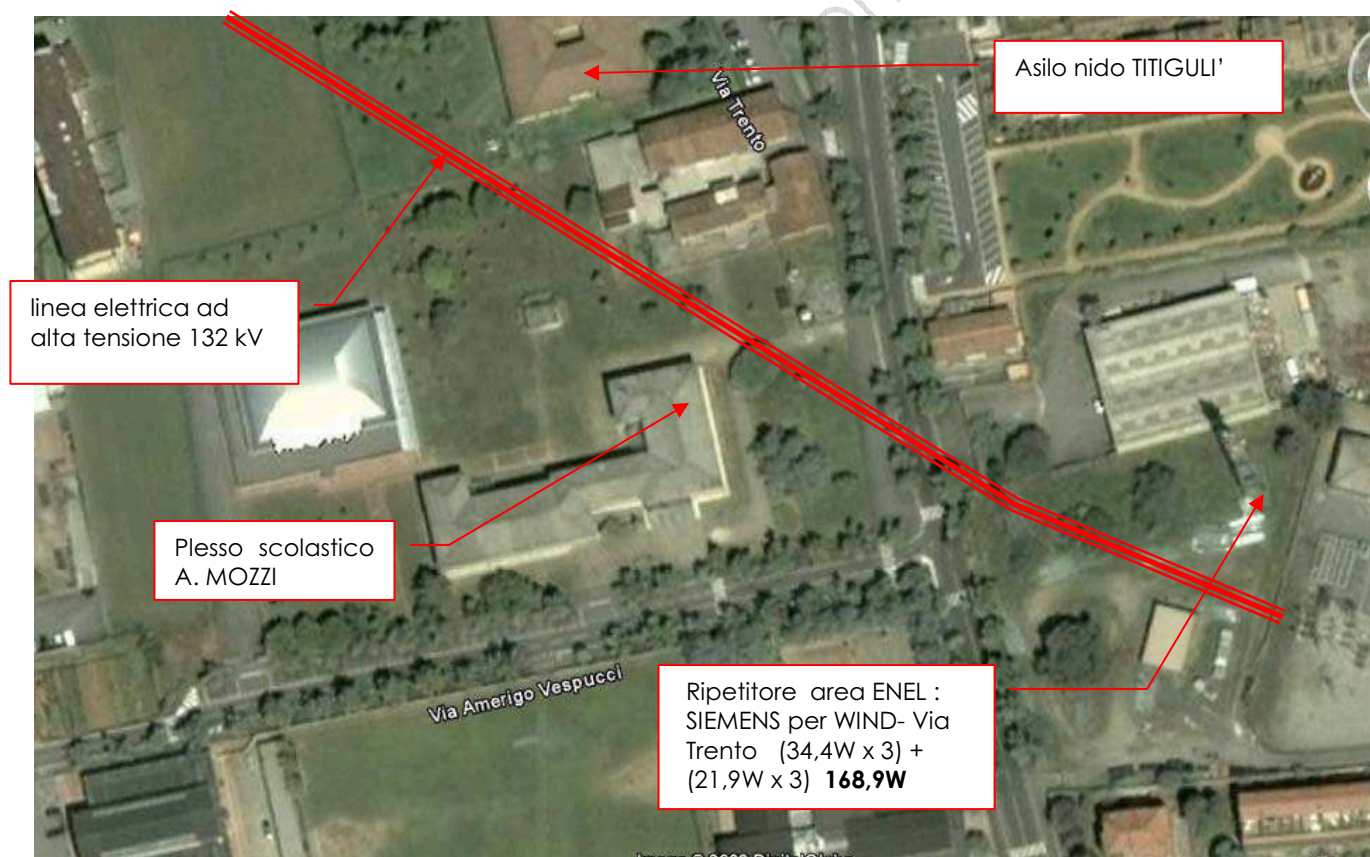 Asilo nido TITIGULI'
Via Trento
linea elettrica ad
alta tensione 132 kV
Plesso scolastico
A. MOZZI
Via Amerigo Vespucci
Ripetitore area ENEL :
SIEMENS per WIND- Via
Trento (34,4W x 3) +
(21,9W x 3) 168,9W